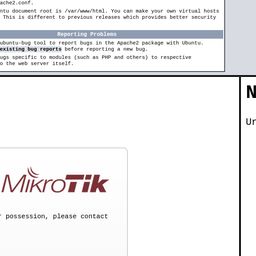 ache2.conf.
ntu document root is /var/www/html. You can make your own virtual hosts
This is different to previous releases which provides better security
Reporting Problems
ubuntu-bug tool to report bugs in the Apache2 package with Ubuntu.
existing bug reports before reporting a new bug.
ugs specific to modules (such as PHP and others) to respective
o the web server itself.
N
Ur
MikroTik
r possession, please contact